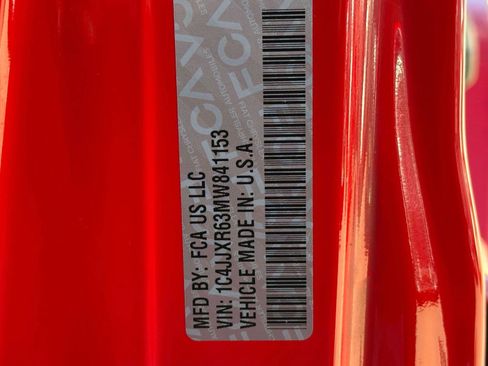 MFD BY: FCA US LLC
VIN: 1C4JJXR63MW841153
VEHICLE MADE IN: U.S.A.